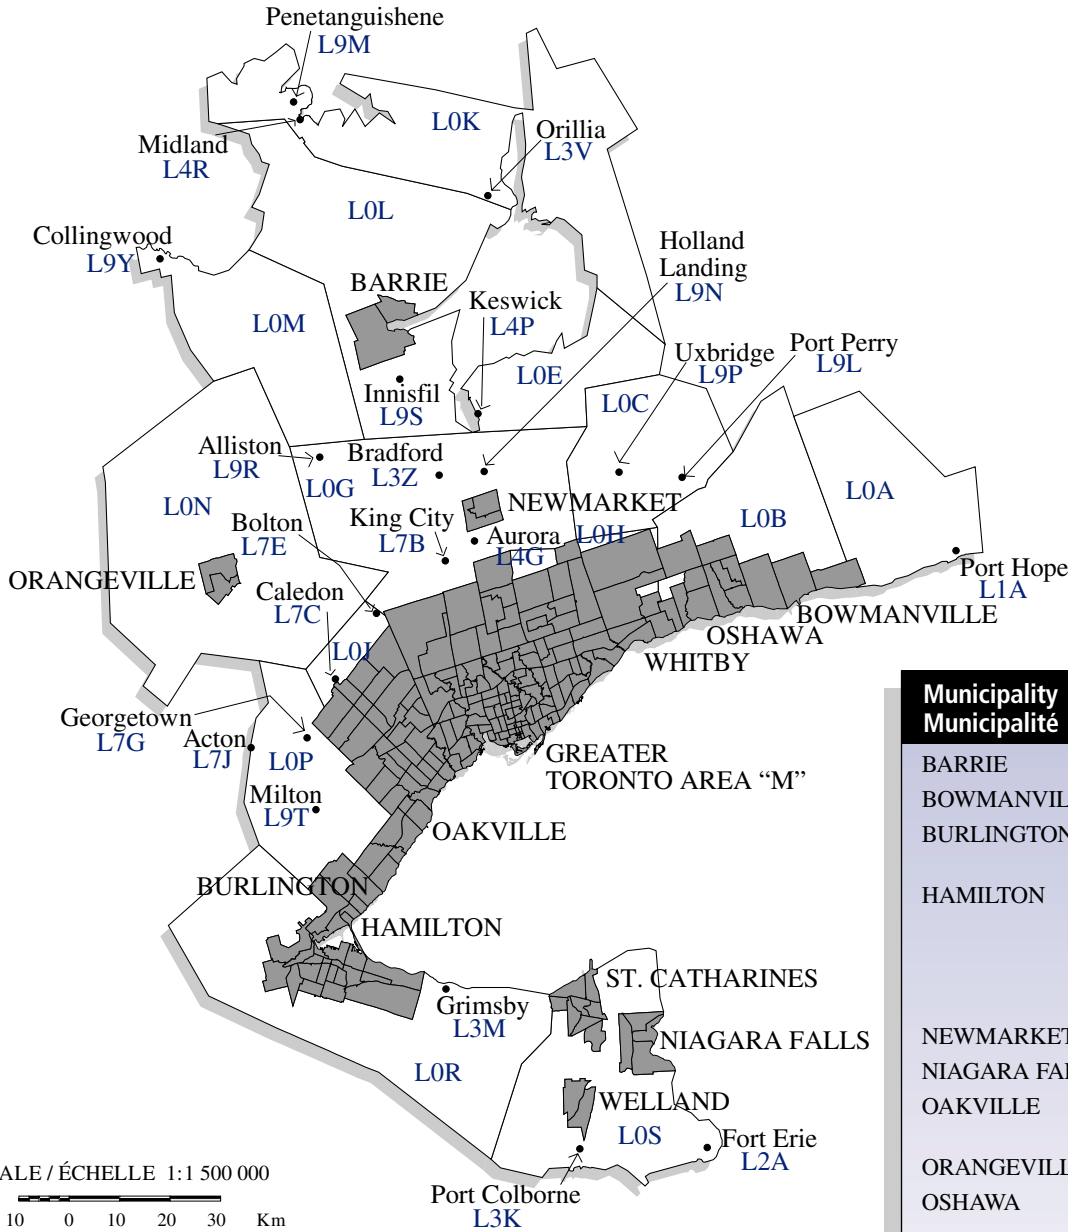 Penetanguishene
L9M
L0K
Orillia
L3V
Midland
L4R
L0L
Collingwood
L9Y
Holland
Landing
L9N
BARRIE
Keswick
L4P
L0M
Port Perry
L9L
Uxbridge
L9P
L0E
Innisfil
L9S
L0C
Alliston
L9R
Bradford
L3Z
L0G
L0N
L0A
NEWMARKET
Bolton
L7E
King City
L7B
Aurora
L4G
L0H
L0B
ORANGEVILLE
Port Hope
L1A
Caledon
L7C
BOWMANVILLE
OSHAWA
WHITBY
L0J
Georgetown
L7G
Acton
L7J
L0P
GREATER
TORONTO AREA “M”
Milton
L9T
OAKVILLE
BURLINGTON
HAMILTON
ST. CATHARINES
Grimsby
L3M
NIAGARA FALLS
L0R
WELLAND
L0S
Fort Erie
L2A
Port Colborne
L3K
ALE / ÉCHELLE 1:1 500 000
10 0 10 20 30 Km
Municipality
Municipalité
BARRIE
BOWMANVIL
BURLINGTON
HAMILTON
NEWMARKET
NIAGARA FAL
OAKVILLE
ORANGEVILL
OSHAWA